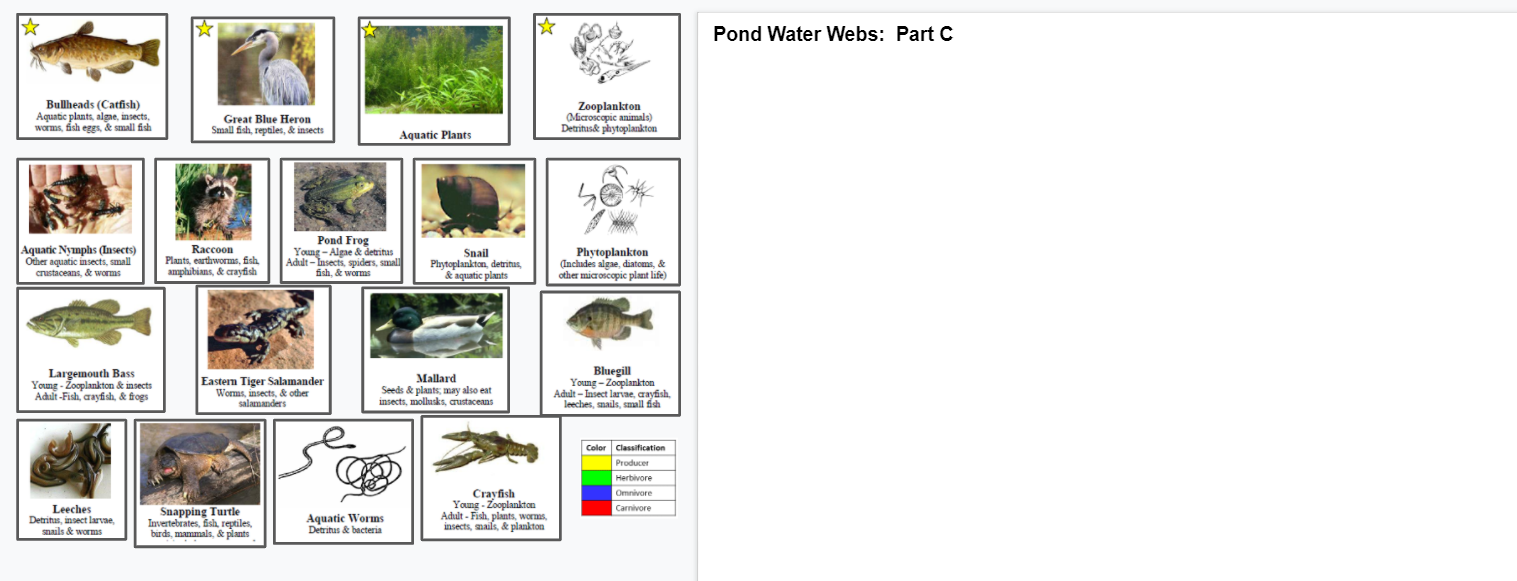 Pond Water Webs:  Part C
Bullheads (Catfish)
Aquatic plants, algae, insects,
worms, fish eggs, & small fish
Great Blue Heron
Small fish, reptiles, & insects
Aquatic Plants
Zooplankton
(Microscopic animals)
Detritus& phytoplankton
Aquatic Nymphs (Insects)
Other aquatic insects, small
crustaceans, & worms
Raccoon
Plants, earthworms, fish,
amphibians, & crayfish
Pond Frog
Young – Algae & detritus
Adult – Insects, spiders, small
fish, & worms
Snail
Phytoplankton, detritus,
& aquatic plants
Phytoplankton
(Includes algae, diatoms, &
other microscopic plant life)
Largemouth Bass
Young - Zooplankton & insects
Adult -Fish, crayfish, & frogs
Eastern Tiger Salamander
Worms, insects, & other
salamanders
Mallard
Seeds & plants; may also eat
insects, mollusks, crustaceans
Bluegill
Young – Zooplankton
Adult – Insect larvae, crayfish,
leeches, snails, small fish
Leeches
Detritus, insect larvae,
snails & worms
Snapping Turtle
Invertebrates, fish, reptiles,
birds, mammals, & plants
Aquatic Worms
Detritus & bacteria
Crayfish
Young - Zooplankton
Adult - Fish, plants, worms,
insects, snails, & plankton
Color Classification
Producer
Herbivore
Omnivore
Carnivore